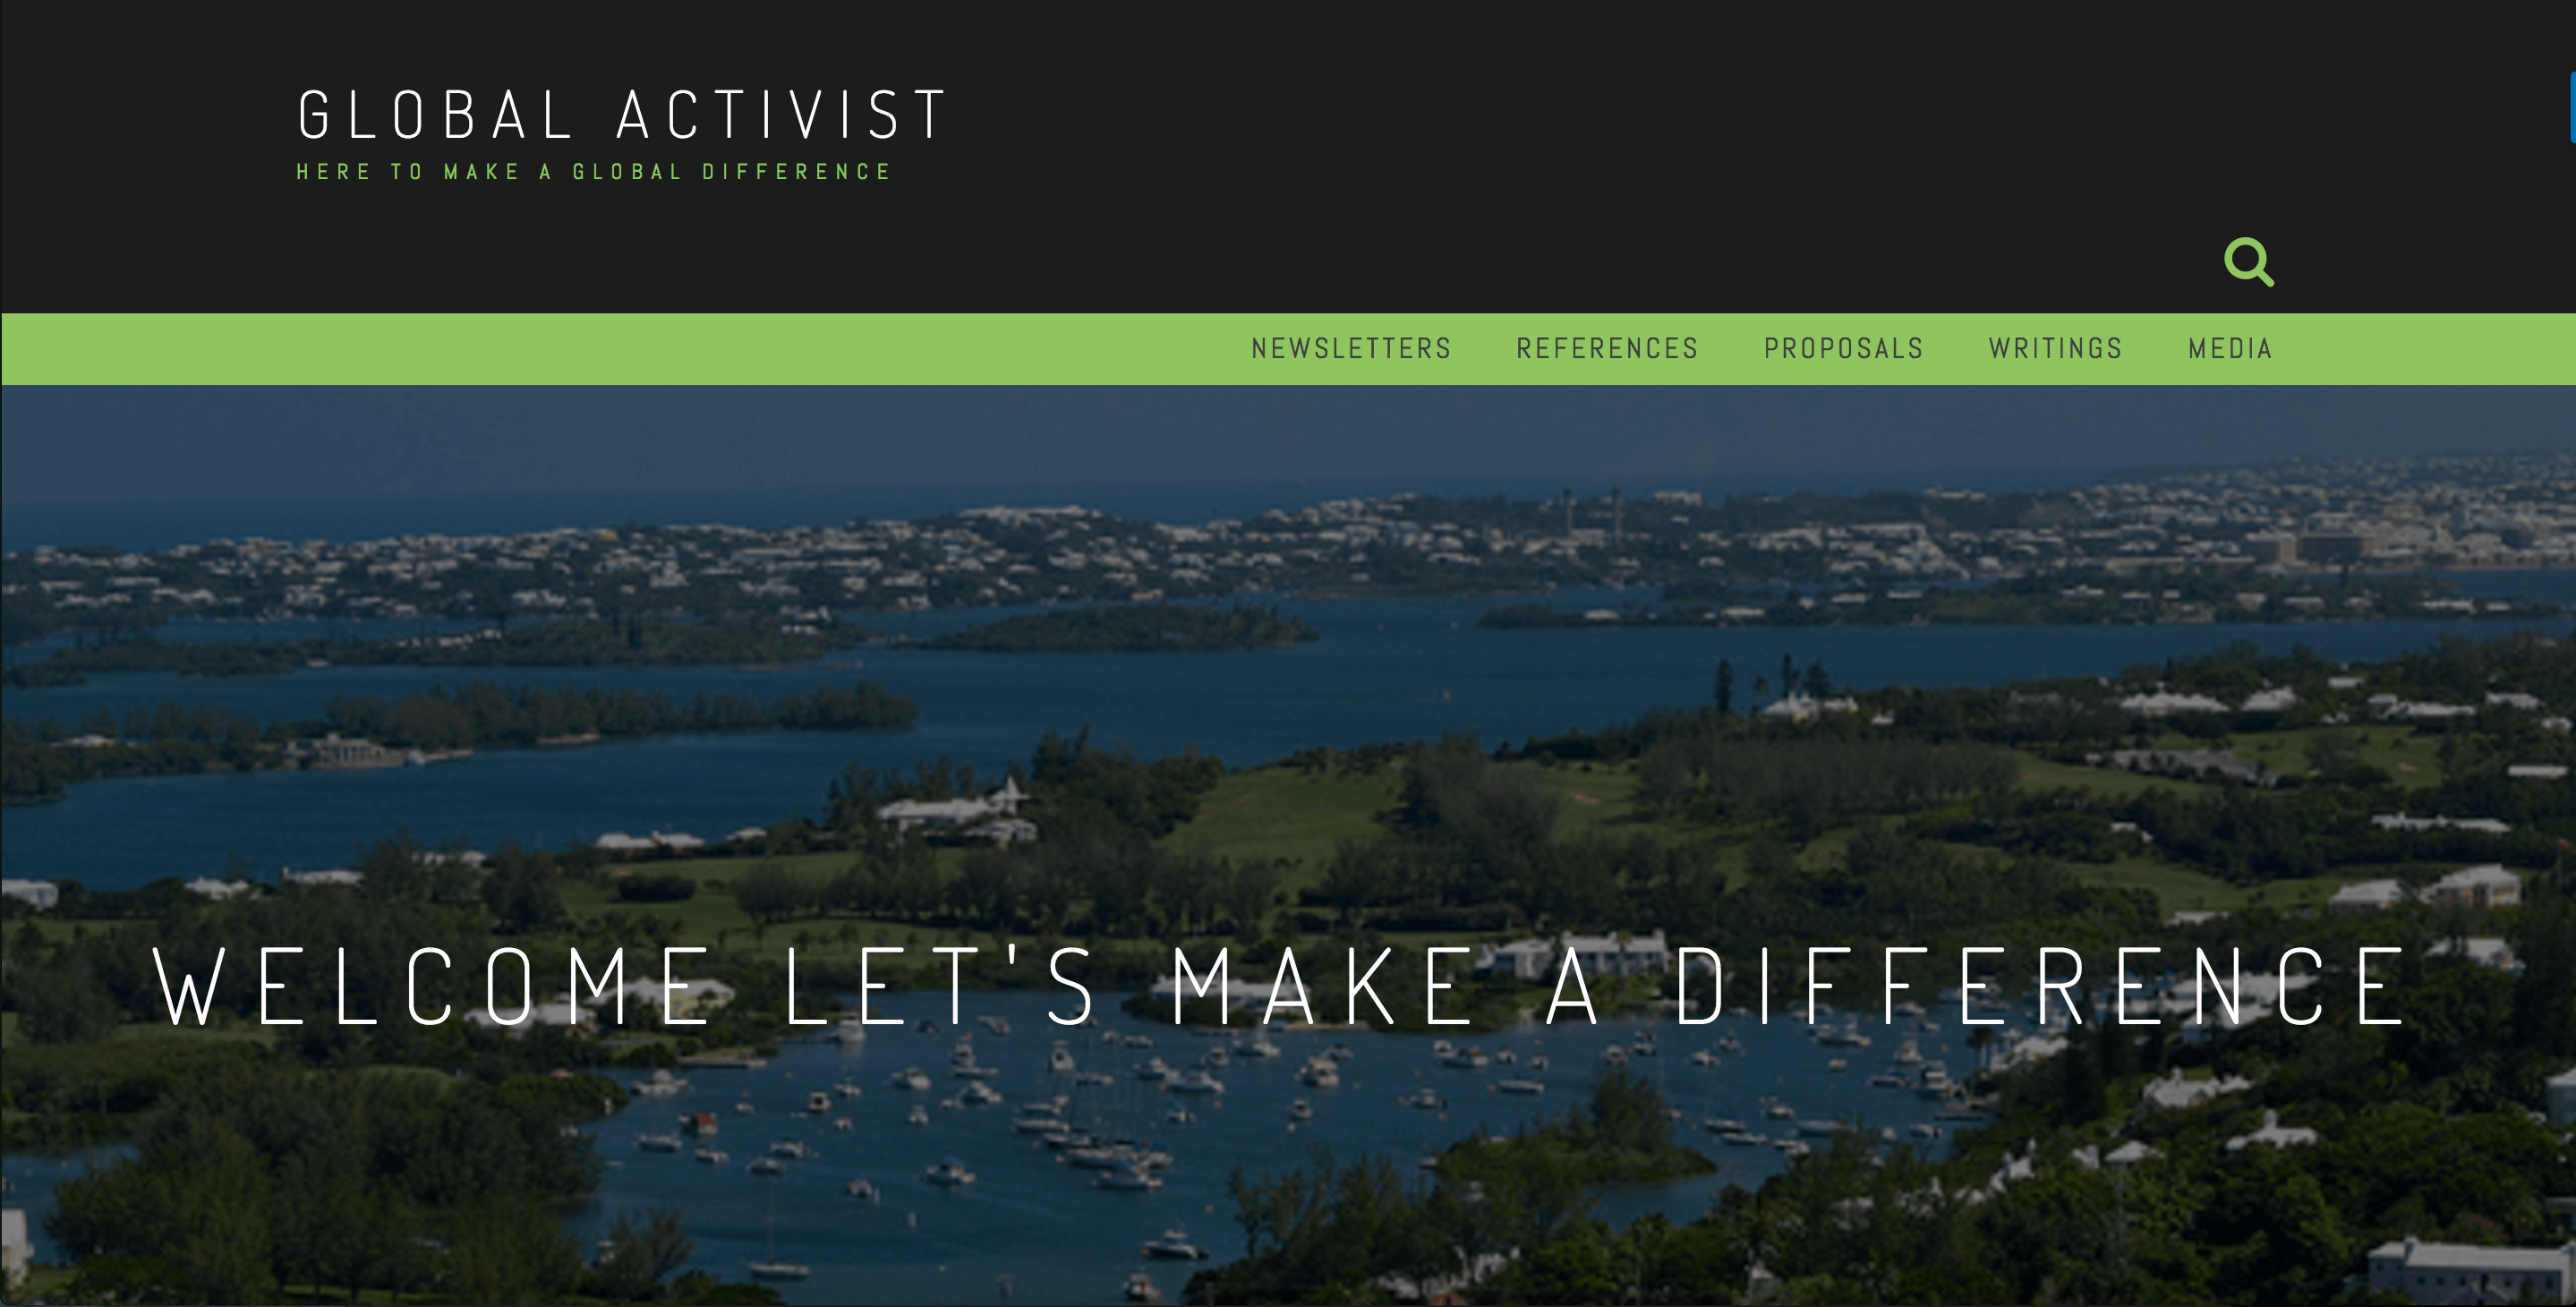 GLOBAL ACTIVIST
HERE TO MAKE A GLOBAL DIFFERENCE
NEWSLETTERS REFERENCES PROPOSALS WRITINGS MEDIA
WELCOME LET'S MAKE A DIFFERENCE